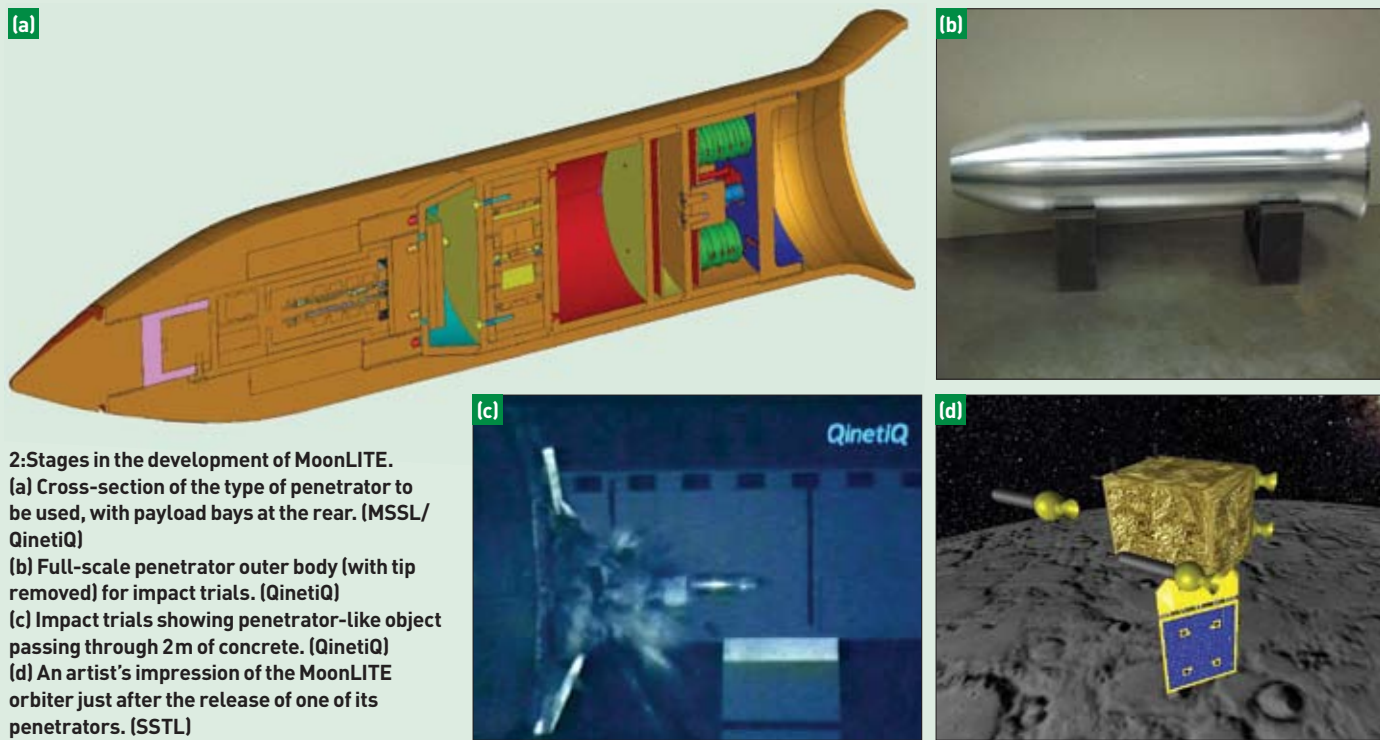 (a)
(b)
2:Stages in the development of MoonLITE.
(a) Cross-section of the type of penetrator to
be used, with payload bays at the rear. (MSSL/
QinetiQ)
(b) Full-scale penetrator outer body (with tip
removed) for impact trials. (QinetiQ)
(c) Impact trials showing penetrator-like object
passing through 2m of concrete. (QinetiQ)
(d) An artist’s impression of the MoonLITE
orbiter just after the release of one of its
penetrators. (SSTL)
(c)
QinetiQ
(d)